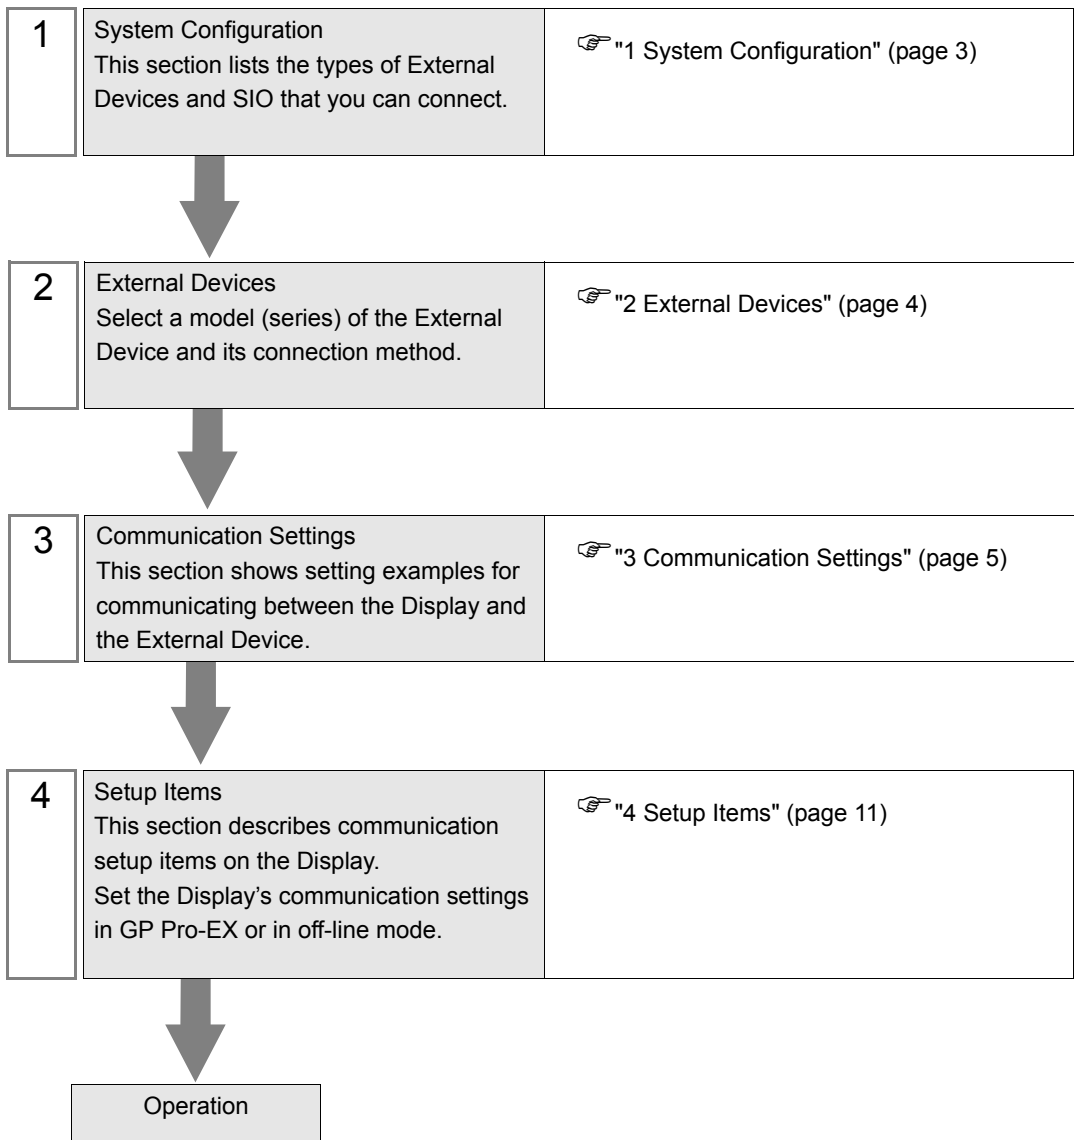 1
System Configuration
This section lists the types of External
Devices and SIO that you can connect.
"1 System Configuration" (page 3)
2
External Devices
Select a model (series) of the External
Device and its connection method.
"2 External Devices" (page 4)
3
Communication Settings
This section shows setting examples for
communicating between the Display and
the External Device.
"3 Communication Settings" (page 5)
4
Setup Items
This section describes communication
setup items on the Display.
Set the Display’s communication settings
in GP Pro-EX or in off-line mode.
"4 Setup Items" (page 11)
Operation